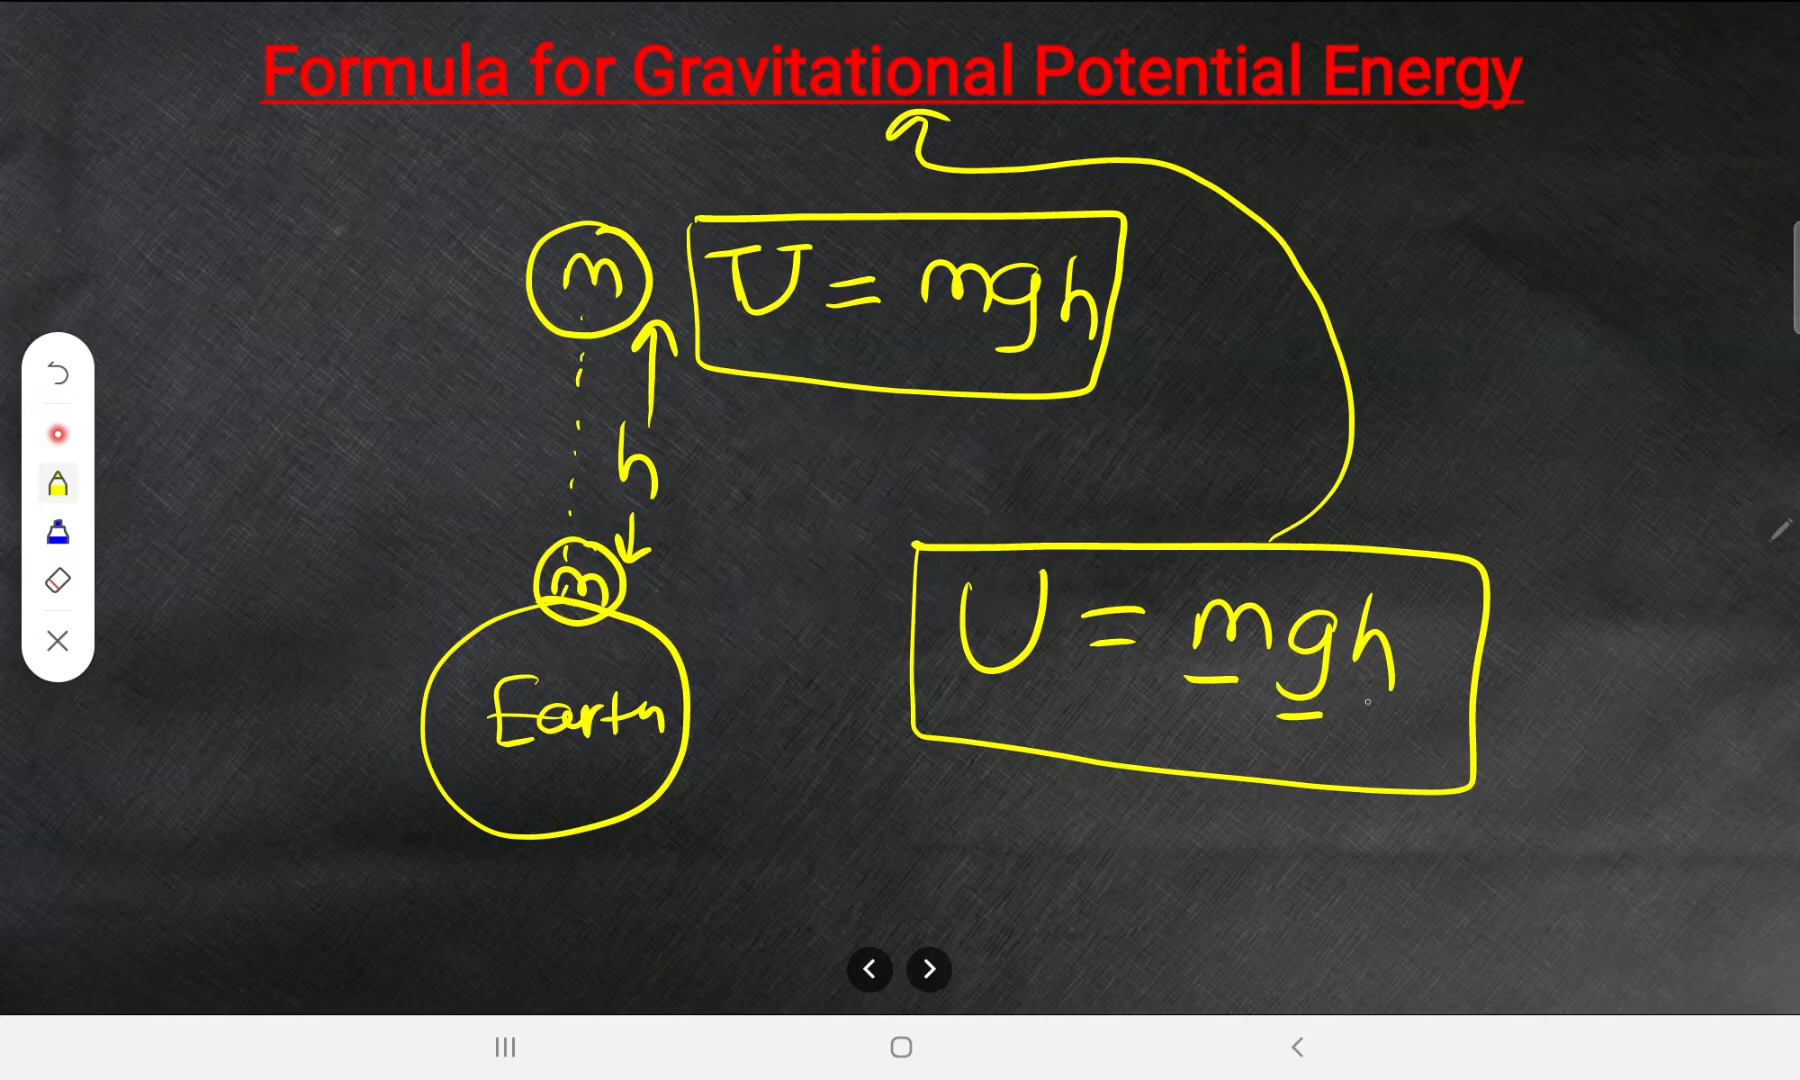 Formula for Gravitational Potential Energy
m
U = mgh
h
m
Earth
U = mgh